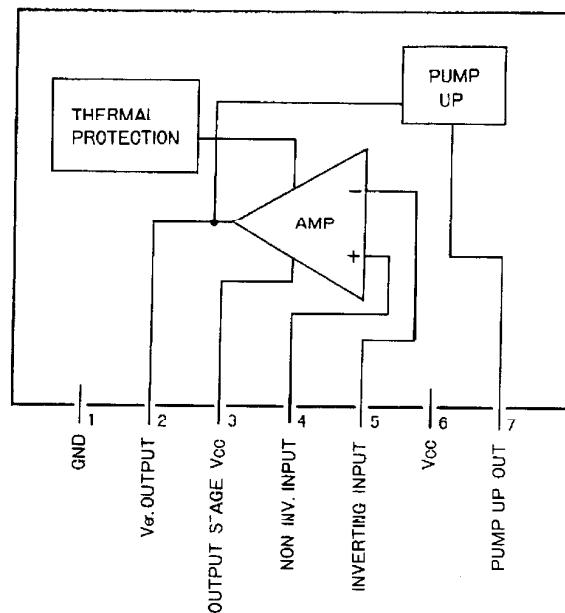 PUMP
UP
THERMAL
PROTECTION
−
AMP
+
1
2
3
4
5
6
7
GND
Ver. OUTPUT
OUTPUT STAGE Vcc
NON INV. INPUT
INVERTING INPUT
Vcc
PUMP UP OUT